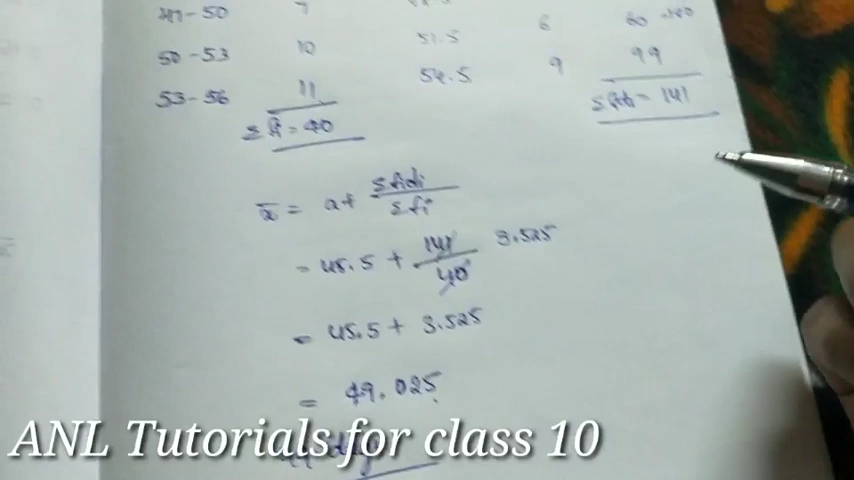 47-50 7
50-53 10 51.5 6 60
53-56 11 54.5 9 99
Σfi = 40 Σfidi = 141
x̄ = a + Σfidi / Σfi
= 45.5 + 141/40 3.525
= 45.5 + 3.525
= 49.025
ANL Tutorials for class 10